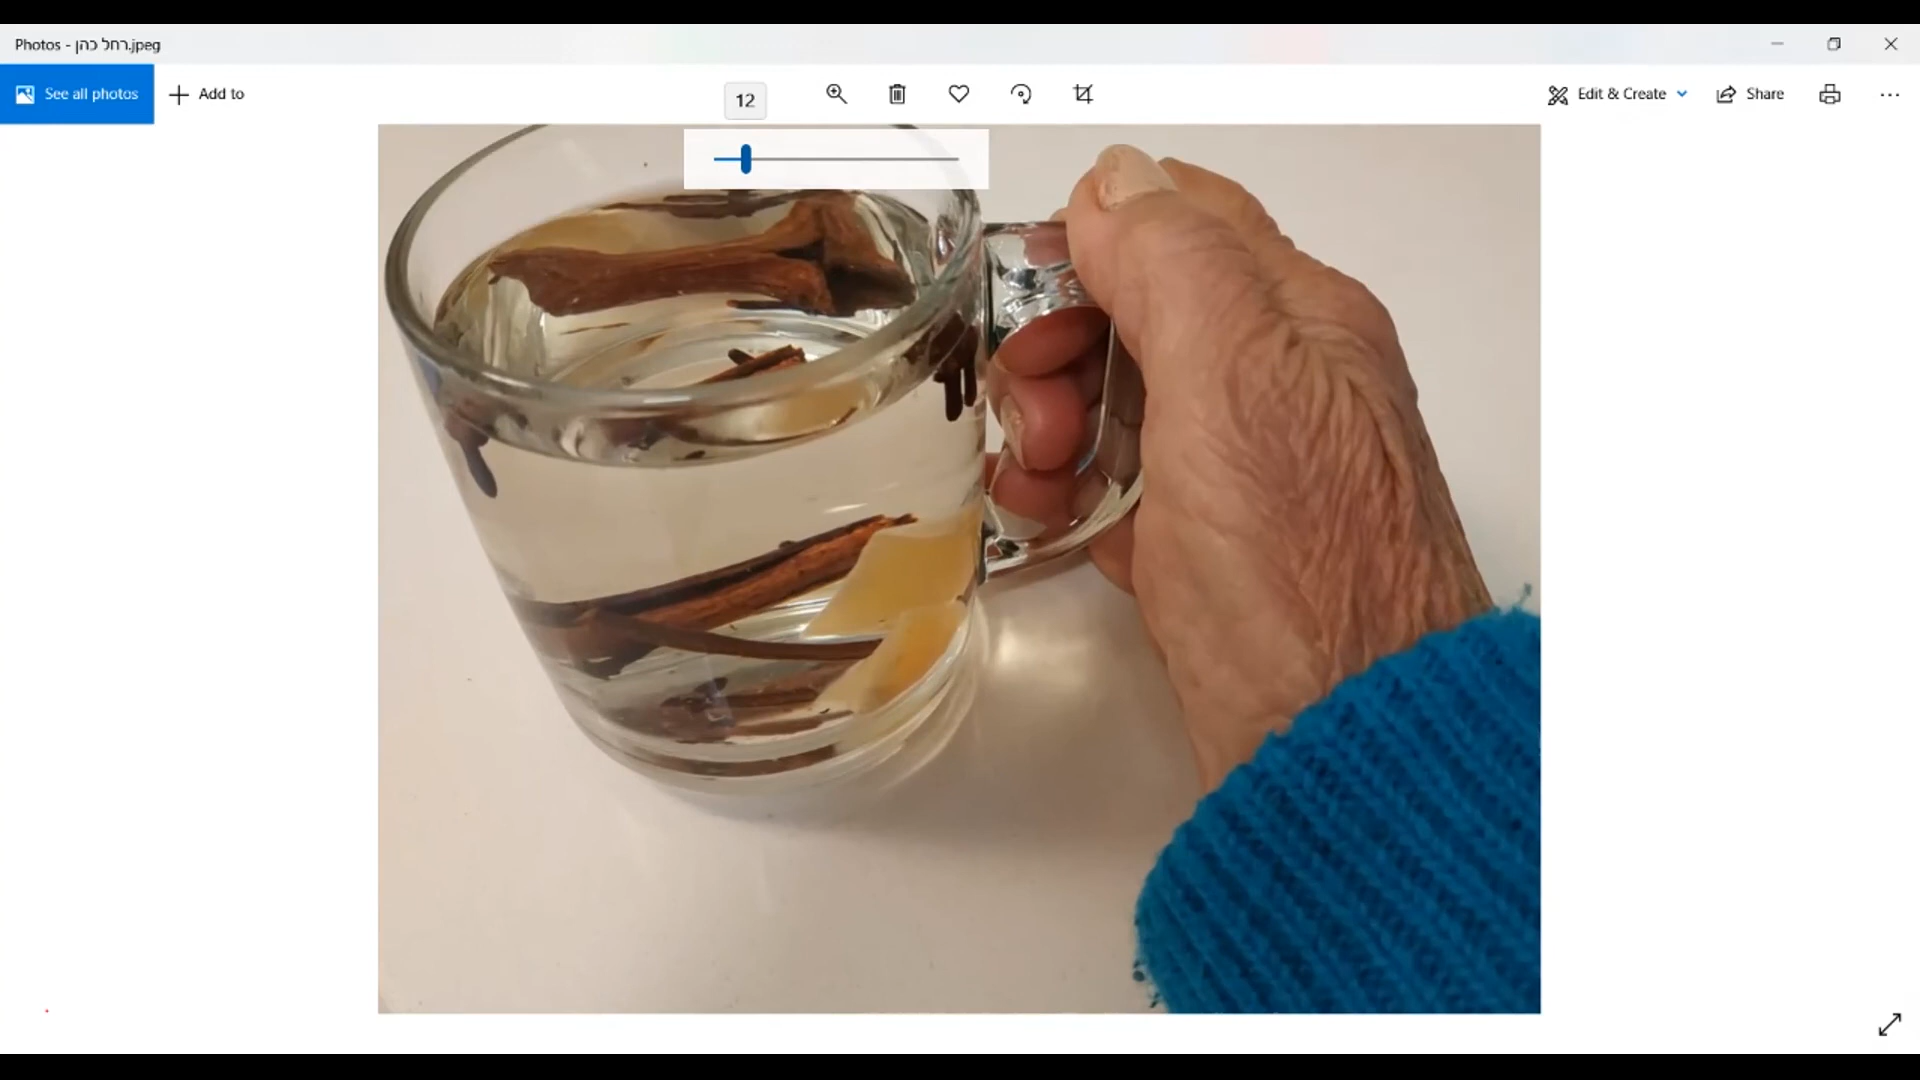 Photos - רחל כהן.jpeg
See all photos
Add to
12
Edit & Create
Share